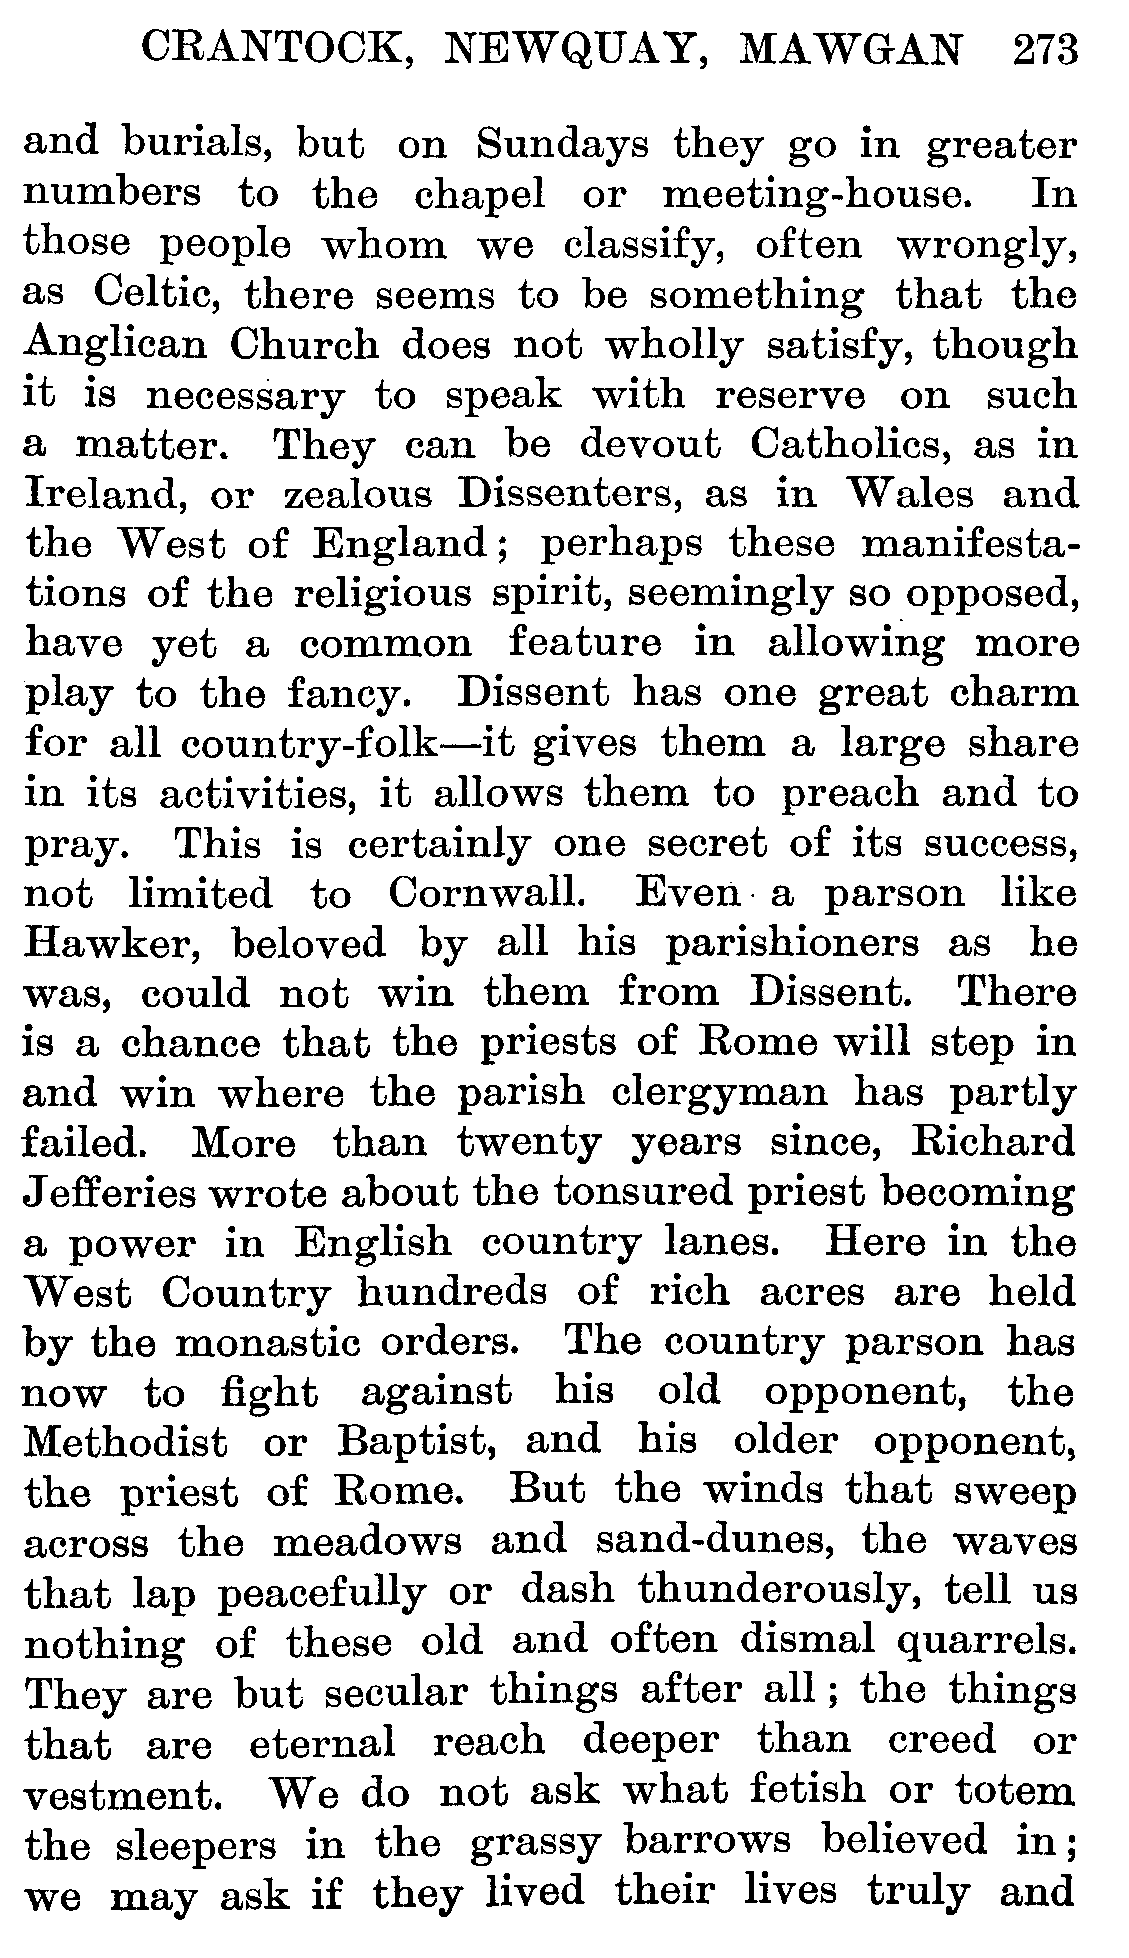 CRANTOCK, NEWQUAY, MAWGAN 273
and burials, but on Sundays they go in greater
numbers to the chapel or meeting-house. In
those people whom we classify, often wrongly,
as Celtic, there seems to be something that the
Anglican Church does not wholly satisfy, though
it is necessary to speak with reserve on such
a matter. They can be devout Catholics, as in
Ireland, or zealous Dissenters, as in Wales and
the West of England; perhaps these manifesta-
tions of the religious spirit, seemingly so opposed,
have yet a common feature in allowing more
play to the fancy. Dissent has one great charm
for all country-folk—it gives them a large share
in its activities, it allows them to preach and to
pray. This is certainly one secret of its success,
not limited to Cornwall. Even a parson like
Hawker, beloved by all his parishioners as he
was, could not win them from Dissent. There
is a chance that the priests of Rome will step in
and win where the parish clergyman has partly
failed. More than twenty years since, Richard
Jefferies wrote about the tonsured priest becoming
a power in English country lanes. Here in the
West Country hundreds of rich acres are held
by the monastic orders. The country parson has
now to fight against his old opponent, the
Methodist or Baptist, and his older opponent,
the priest of Rome. But the winds that sweep
across the meadows and sand-dunes, the waves
that lap peacefully or dash thunderously, tell us
nothing of these old and often dismal quarrels.
They are but secular things after all; the things
that are eternal reach deeper than creed or
vestment. We do not ask what fetish or totem
the sleepers in the grassy barrows believed in;
we may ask if they lived their lives truly and